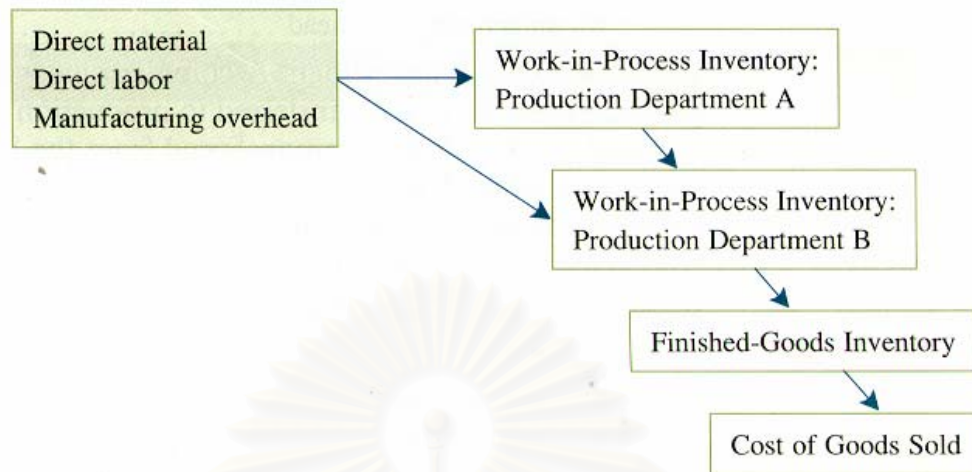 Direct material
Direct labor
Manufacturing overhead
Work-in-Process Inventory:
Production Department A
Work-in-Process Inventory:
Production Department B
Finished-Goods Inventory
Cost of Goods Sold